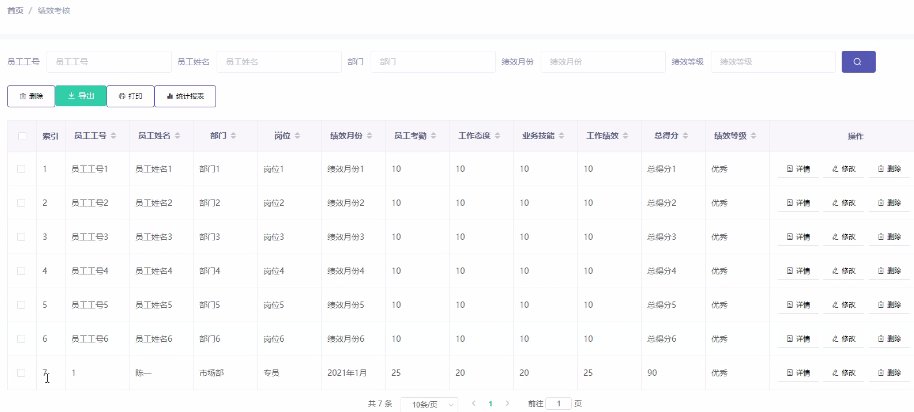 首页 / 绩效考核
员工工号 员工工号 员工姓名 员工姓名 部门 部门 绩效月份 绩效月份 绩效等级 绩效等级
删除 导出 打印 统计报表
索引 员工工号 员工姓名 部门 岗位 绩效月份 员工考勤 工作态度 业务技能 工作绩效 总得分 绩效等级 操作
1 员工工号1 员工姓名1 部门1 岗位1 绩效月份1 10 10 10 10 总得分1 优秀 详情 修改 删除
2 员工工号2 员工姓名2 部门2 岗位2 绩效月份2 10 10 10 10 总得分2 优秀 详情 修改 删除
3 员工工号3 员工姓名3 部门3 岗位3 绩效月份3 10 10 10 10 总得分3 优秀 详情 修改 删除
4 员工工号4 员工姓名4 部门4 岗位4 绩效月份4 10 10 10 10 总得分4 优秀 详情 修改 删除
5 员工工号5 员工姓名5 部门5 岗位5 绩效月份5 10 10 10 10 总得分5 优秀 详情 修改 删除
6 员工工号6 员工姓名6 部门6 岗位6 绩效月份6 10 10 10 10 总得分6 优秀 详情 修改 删除
7 1 陈一 市场部 专员 2021年1月 25 20 20 25 90 优秀 详情 修改 删除
共 7 条 10条/页 1 前往 1 页